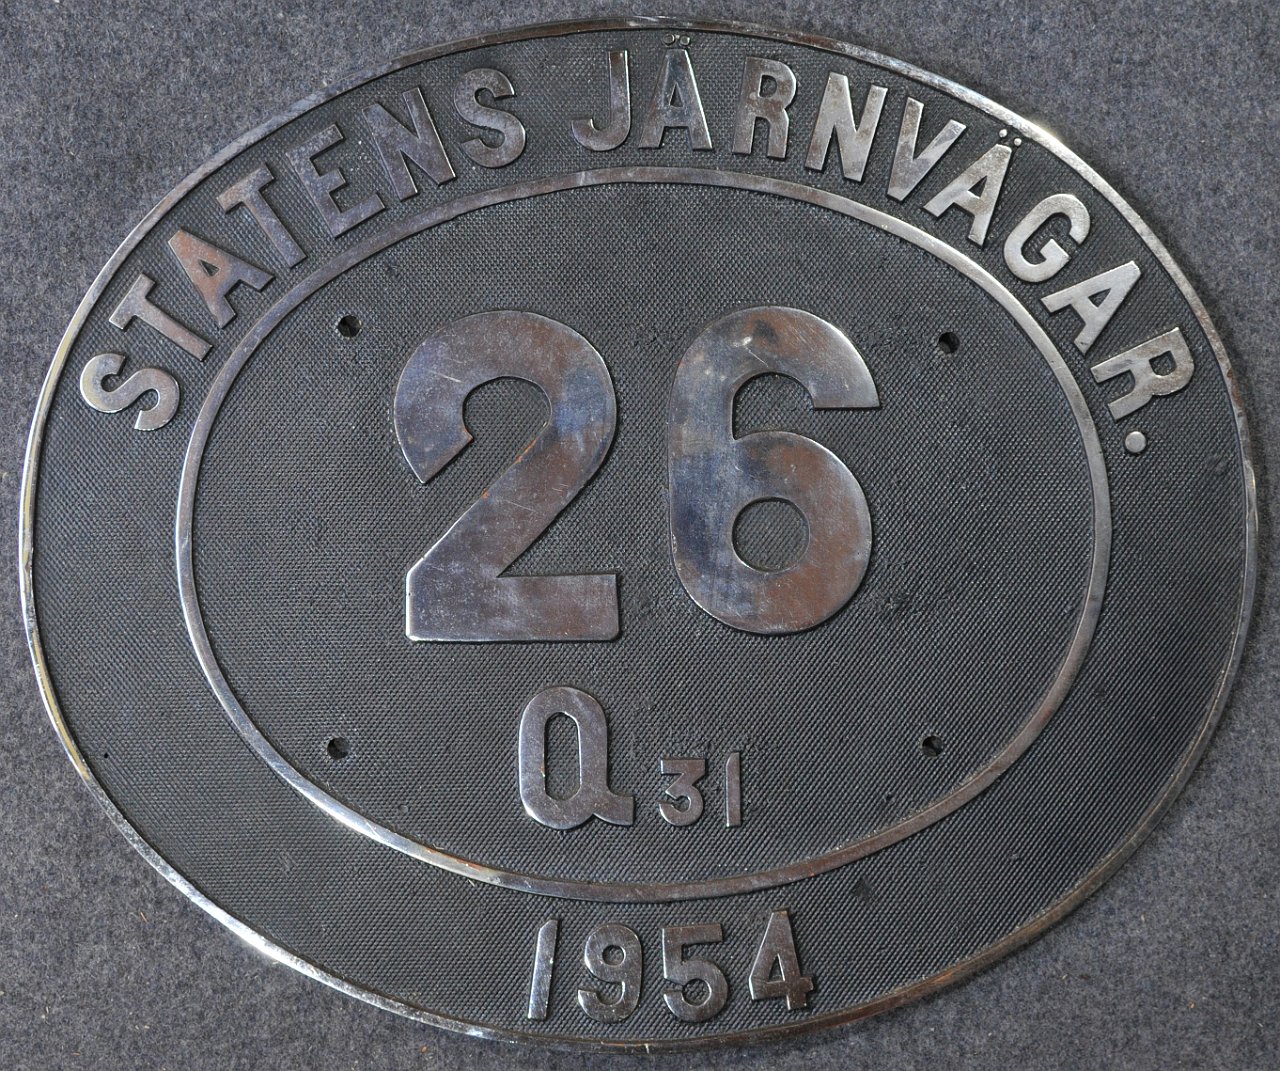 STATENS JÄRNVÄGAR.
26
Q31
1954